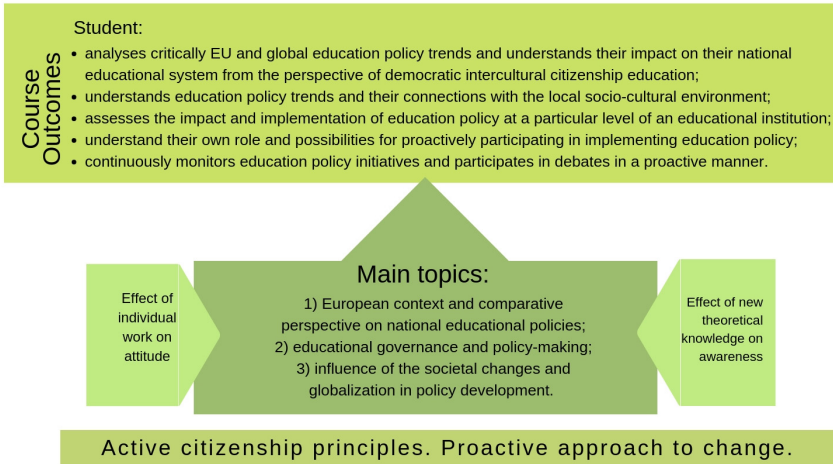 Course
Outcomes
Student:
• analyses critically EU and global education policy trends and understands their impact on their national
educational system from the perspective of democratic intercultural citizenship education;
• understands education policy trends and their connections with the local socio-cultural environment;
• assesses the impact and implementation of education policy at a particular level of an educational institution;
• understand their own role and possibilities for proactively participating in implementing education policy;
• continuously monitors education policy initiatives and participates in debates in a proactive manner.
Effect of
individual
work on
attitude
Main topics:
1) European context and comparative
perspective on national educational policies;
2) educational governance and policy-making;
3) influence of the societal changes and
globalization in policy development.
Effect of new
theoretical
knowledge on
awareness
Active citizenship principles. Proactive approach to change.